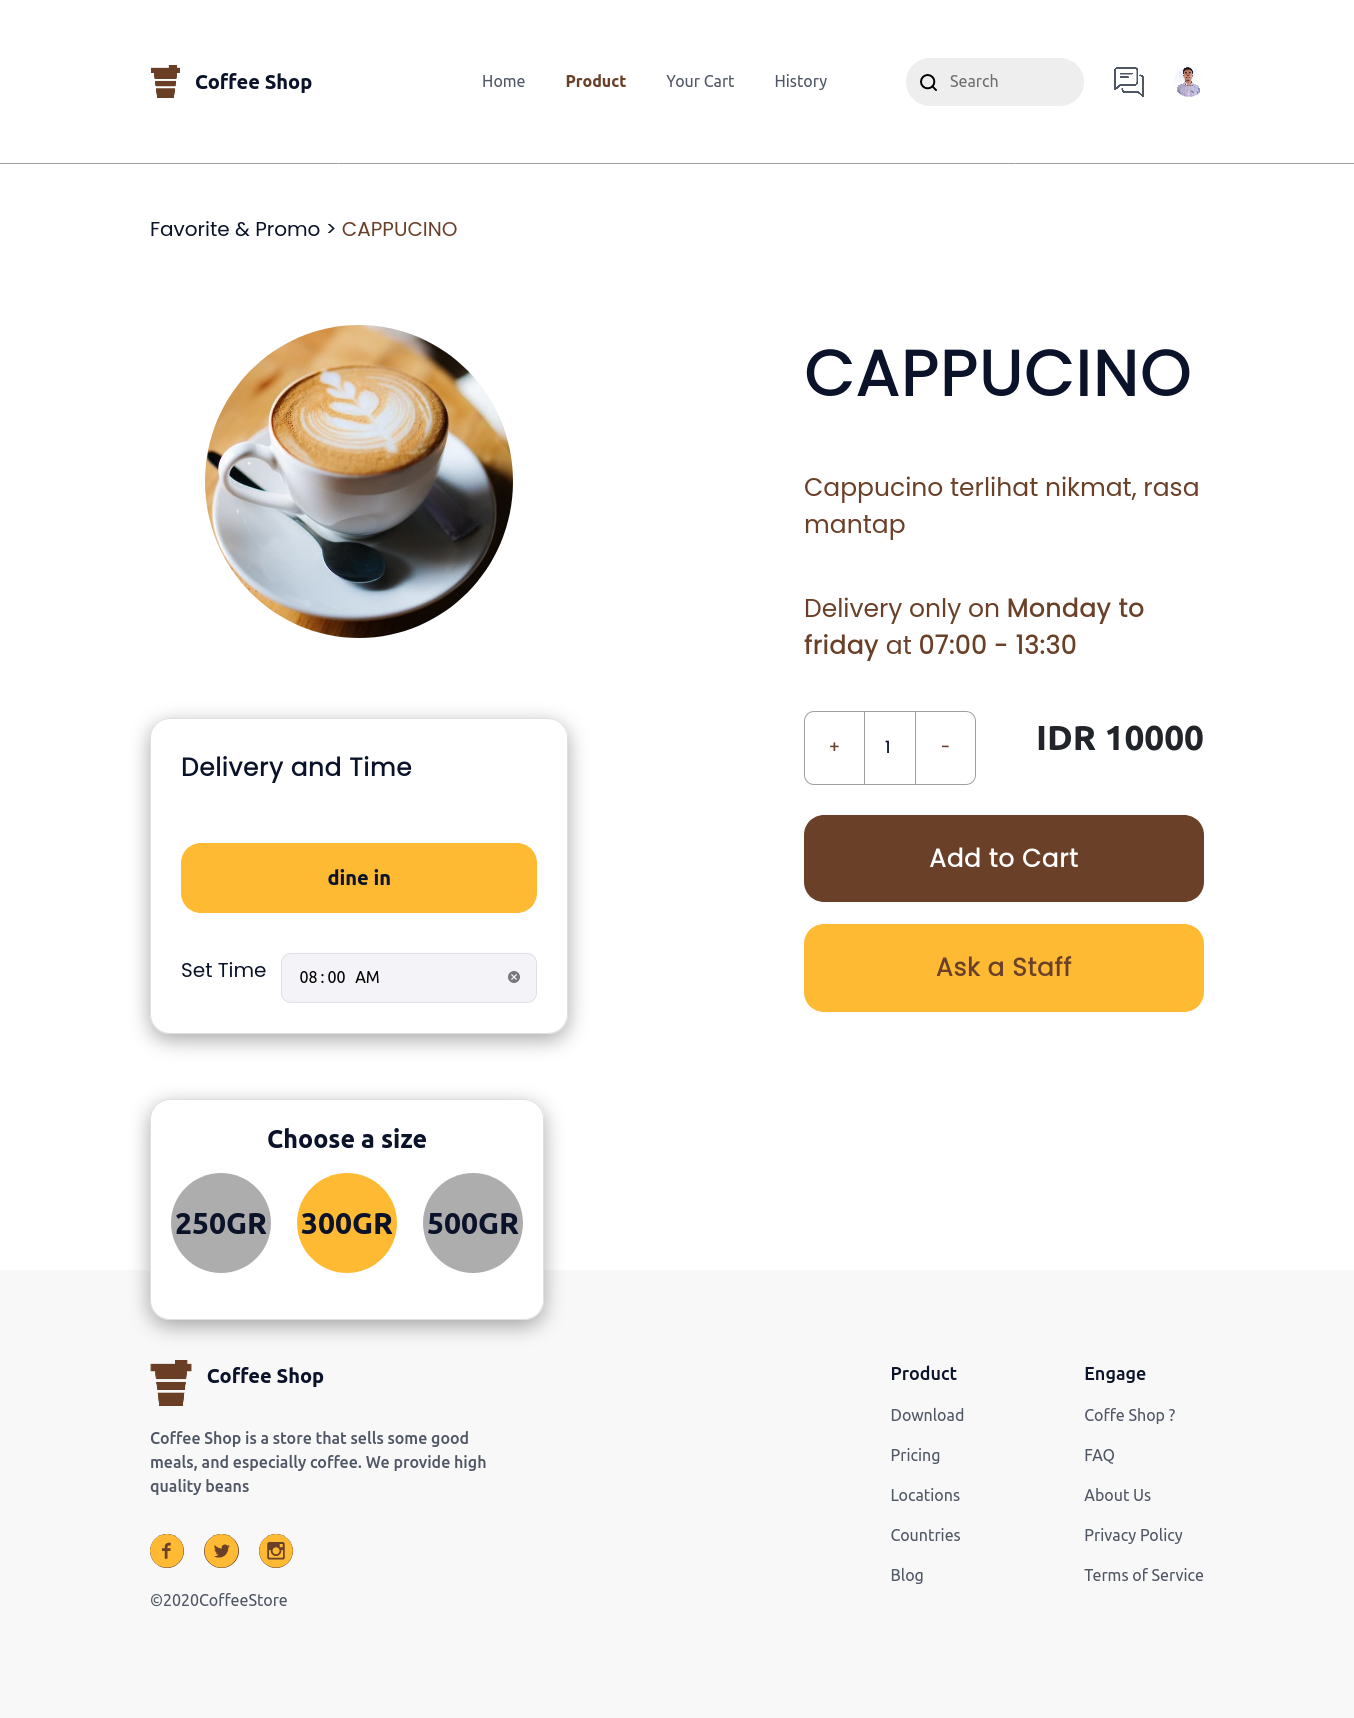 Coffee Shop
Home
Product
Your Cart
History
Search
Favorite & Promo > CAPPUCINO
CAPPUCINO
Cappucino terlihat nikmat, rasa
mantap
Delivery only on Monday to
friday at 07:00 - 13:30
+ 1 -
IDR 10000
Add to Cart
Ask a Staff
Delivery and Time
dine in
Set Time
08:00 AM
Choose a size
250GR
300GR
500GR
Coffee Shop
Coffee Shop is a store that sells some good
meals, and especially coffee. We provide high
quality beans
©2020CoffeeStore
Product
Download
Pricing
Locations
Countries
Blog
Engage
Coffe Shop ?
FAQ
About Us
Privacy Policy
Terms of Service